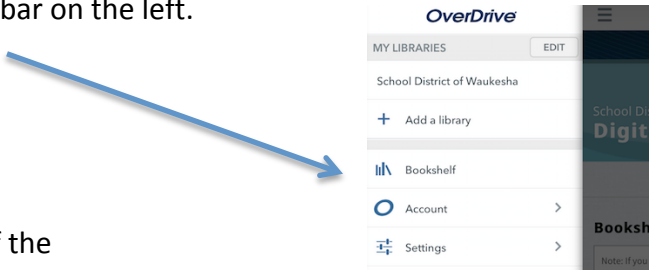 bar on the left.
OverDrive
MY LIBRARIES EDIT
School District of Waukesha
+ Add a library
School Dis
Digit
Bookshelf
Account
Booksh
the
Settings
Note: If you